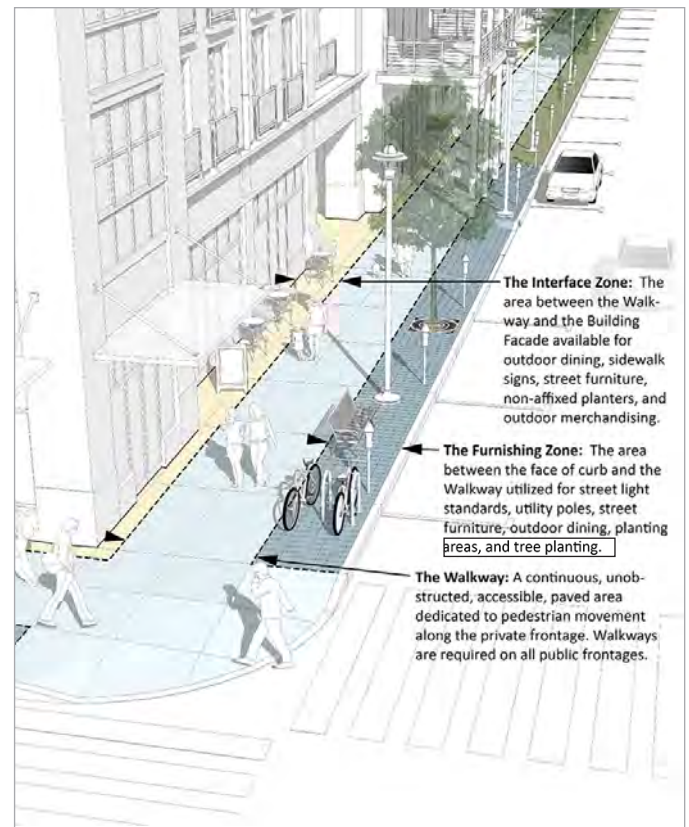 The Interface Zone: The
area between the Walk-
way and the Building
Facade available for
outdoor dining, sidewalk
signs, street furniture,
non-affixed planters, and
outdoor merchandising.
The Furnishing Zone: The area
between the face of curb and the
Walkway utilized for street light
standards, utility poles, street
furniture, outdoor dining, planting
areas, and tree planting.
The Walkway: A continuous, unob-
structed, accessible, paved area
dedicated to pedestrian movement
along the private frontage. Walkways
are required on all public frontages.